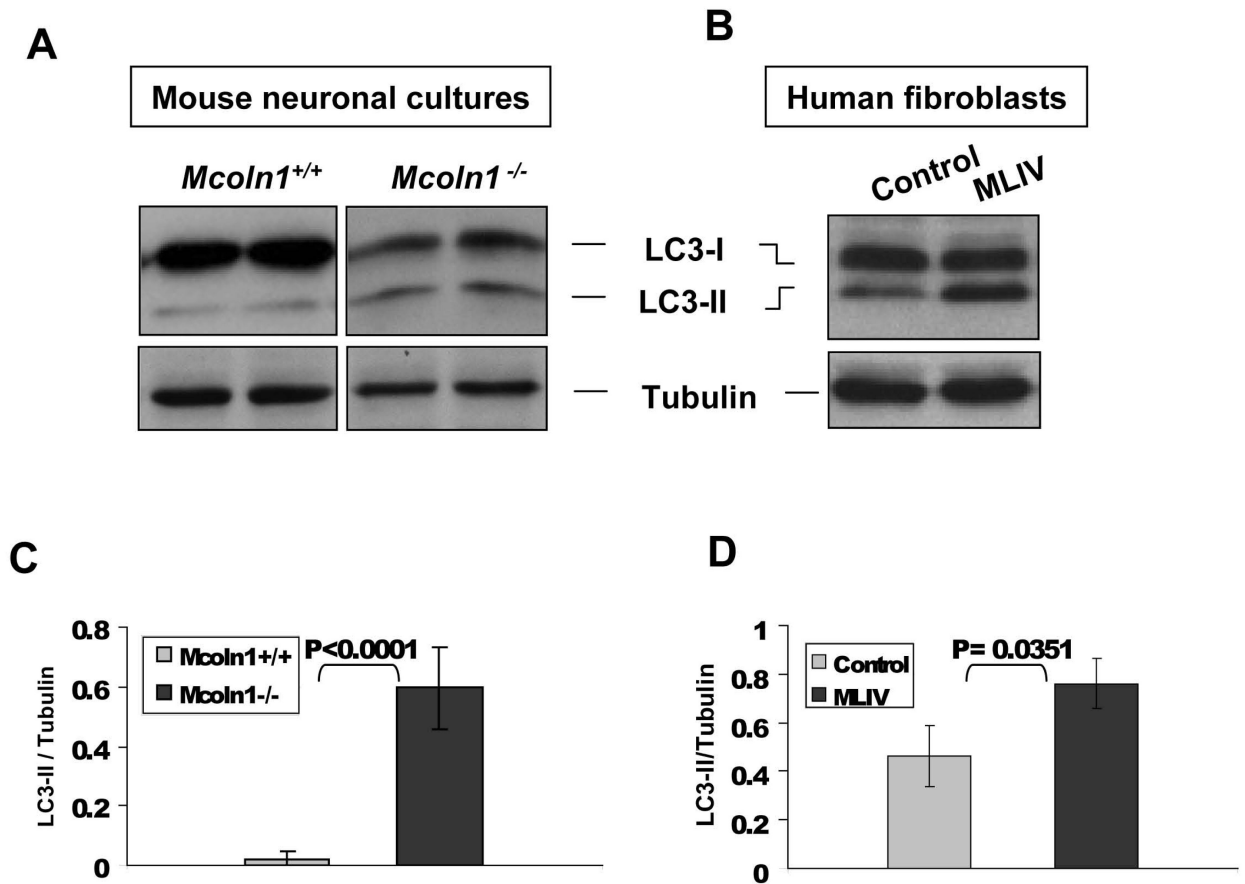 A
B
Mouse neuronal cultures
Human fibroblasts
Mcoln1+/+
Mcoln1 -/-
Control
MLIV
LC3-I
LC3-II
Tubulin
C
LC3-II / Tubulin
0.8
0.6
0.4
0.2
0
Mcoln1+/+
Mcoln1-/-
P<0.0001
D
LC3-II/Tubulin
1
0.8
0.6
0.4
0.2
0
Control
MLIV
P= 0.0351